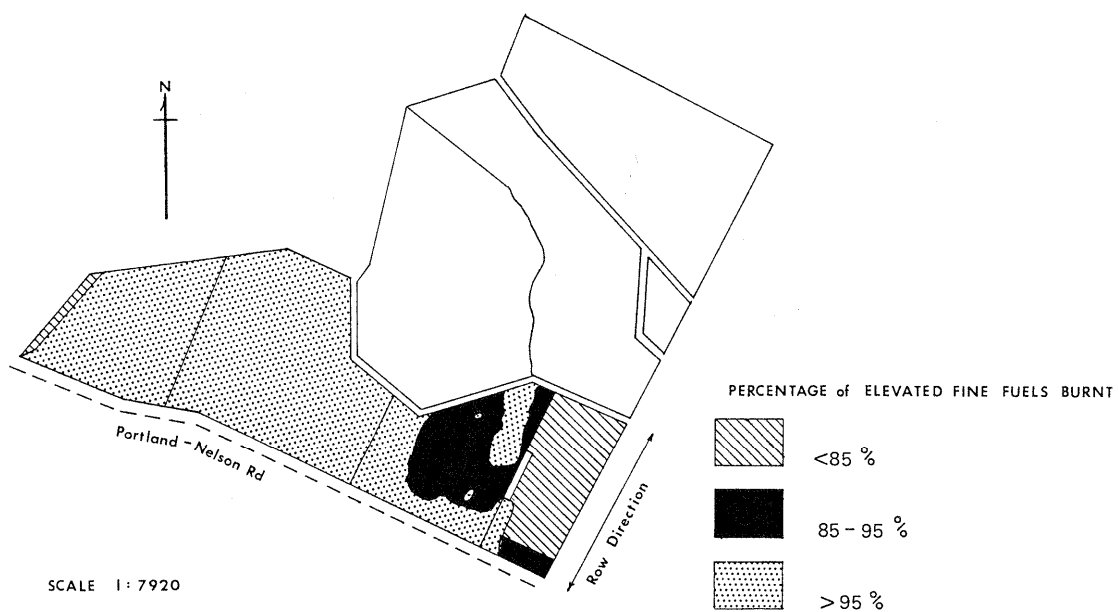 N
Portland - Nelson Rd
Row Direction
SCALE 1 : 7920
PERCENTAGE of ELEVATED FINE FUELS BURNT
<85 %
85 - 95 %
>95 %